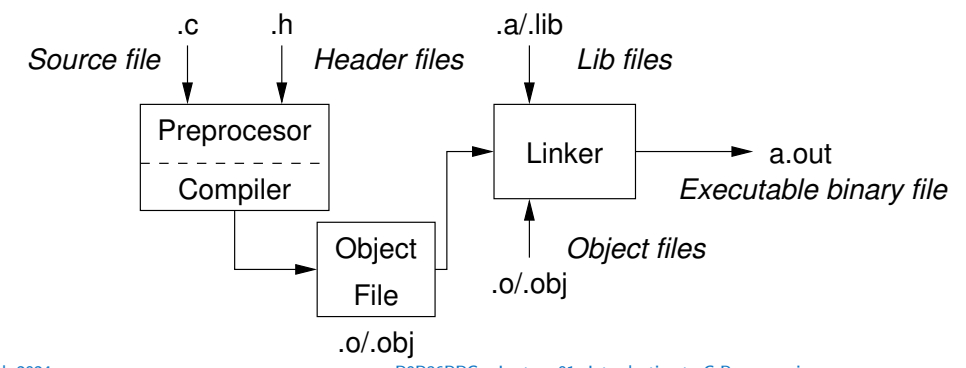 .c .h .a/.lib
Source file Header files Lib files
Preprocesor
Compiler
Linker
a.out
Executable binary file
Object
File
.o/.obj
Object files
.o/.obj